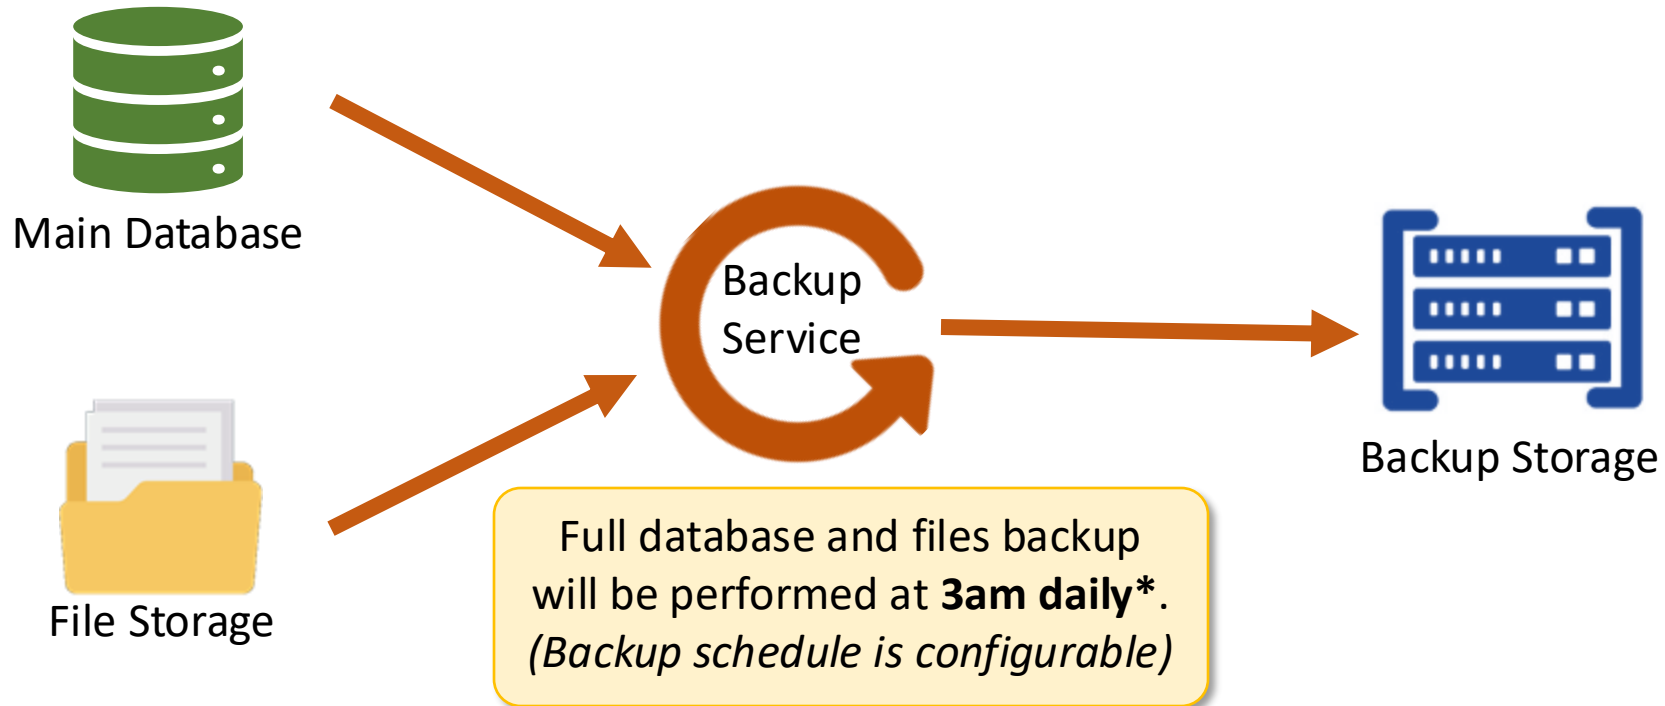 Main Database
Backup
Service
Backup Storage
File Storage
Full database and files backup
will be performed at 3am daily*.
(Backup schedule is configurable)